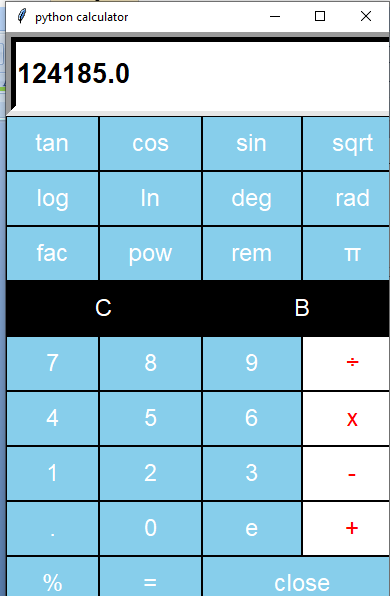 python calculator
124185.0
tan cos sin sqrt
log ln deg rad
fac pow rem π
C B
7 8 9 ÷
4 5 6 x
1 2 3 -
. 0 e +
% = close